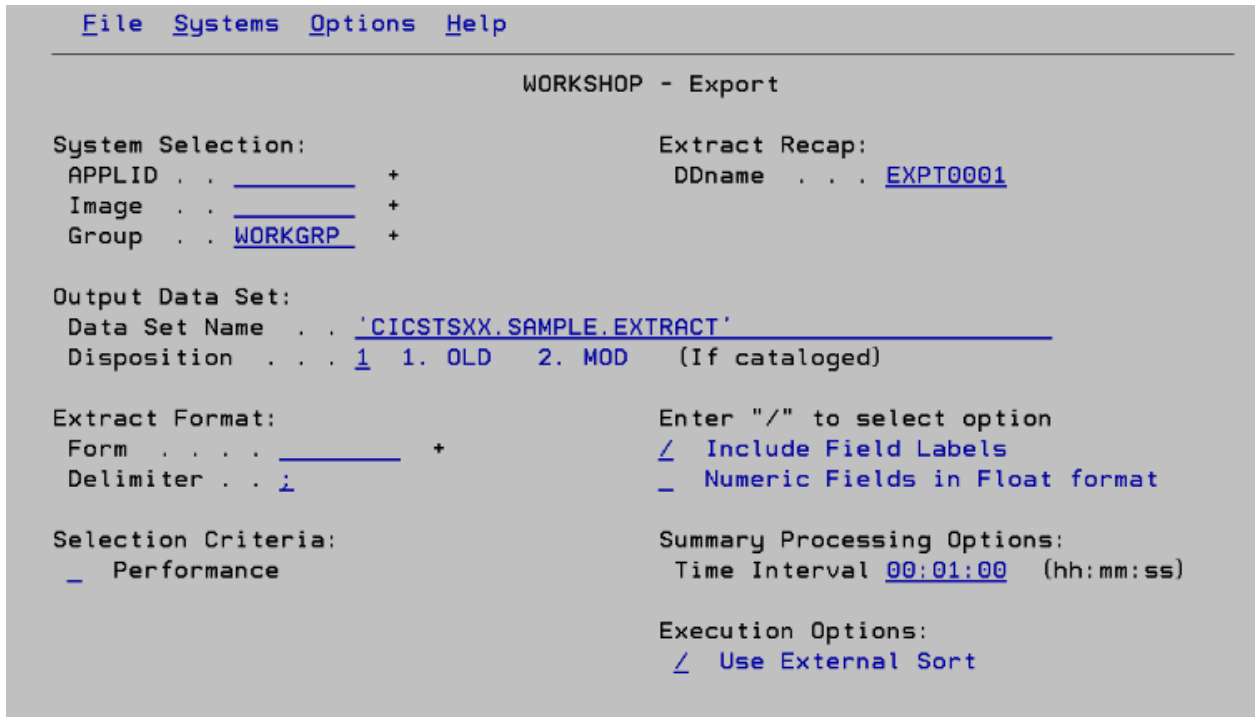 File  Systems  Options  Help
WORKSHOP - Export
System Selection:                      Extract Recap:
APPLID . . ________  +                 DDname  . . . EXPT0001
Image  . . ________  +
Group  . . WORKGRP_  +
Output Data Set:
Data Set Name  . . 'CICSTSXX.SAMPLE.EXTRACT'
Disposition  . . . 1  1. OLD   2. MOD   (If cataloged)
Extract Format:                        Enter "/" to select option
Form  . . . . ________  +              /  Include Field Labels
Delimiter . . ;                        _  Numeric Fields in Float format
Selection Criteria:                    Summary Processing Options:
_  Performance                         Time Interval 00:01:00  (hh:mm:ss)
Execution Options:
/  Use External Sort